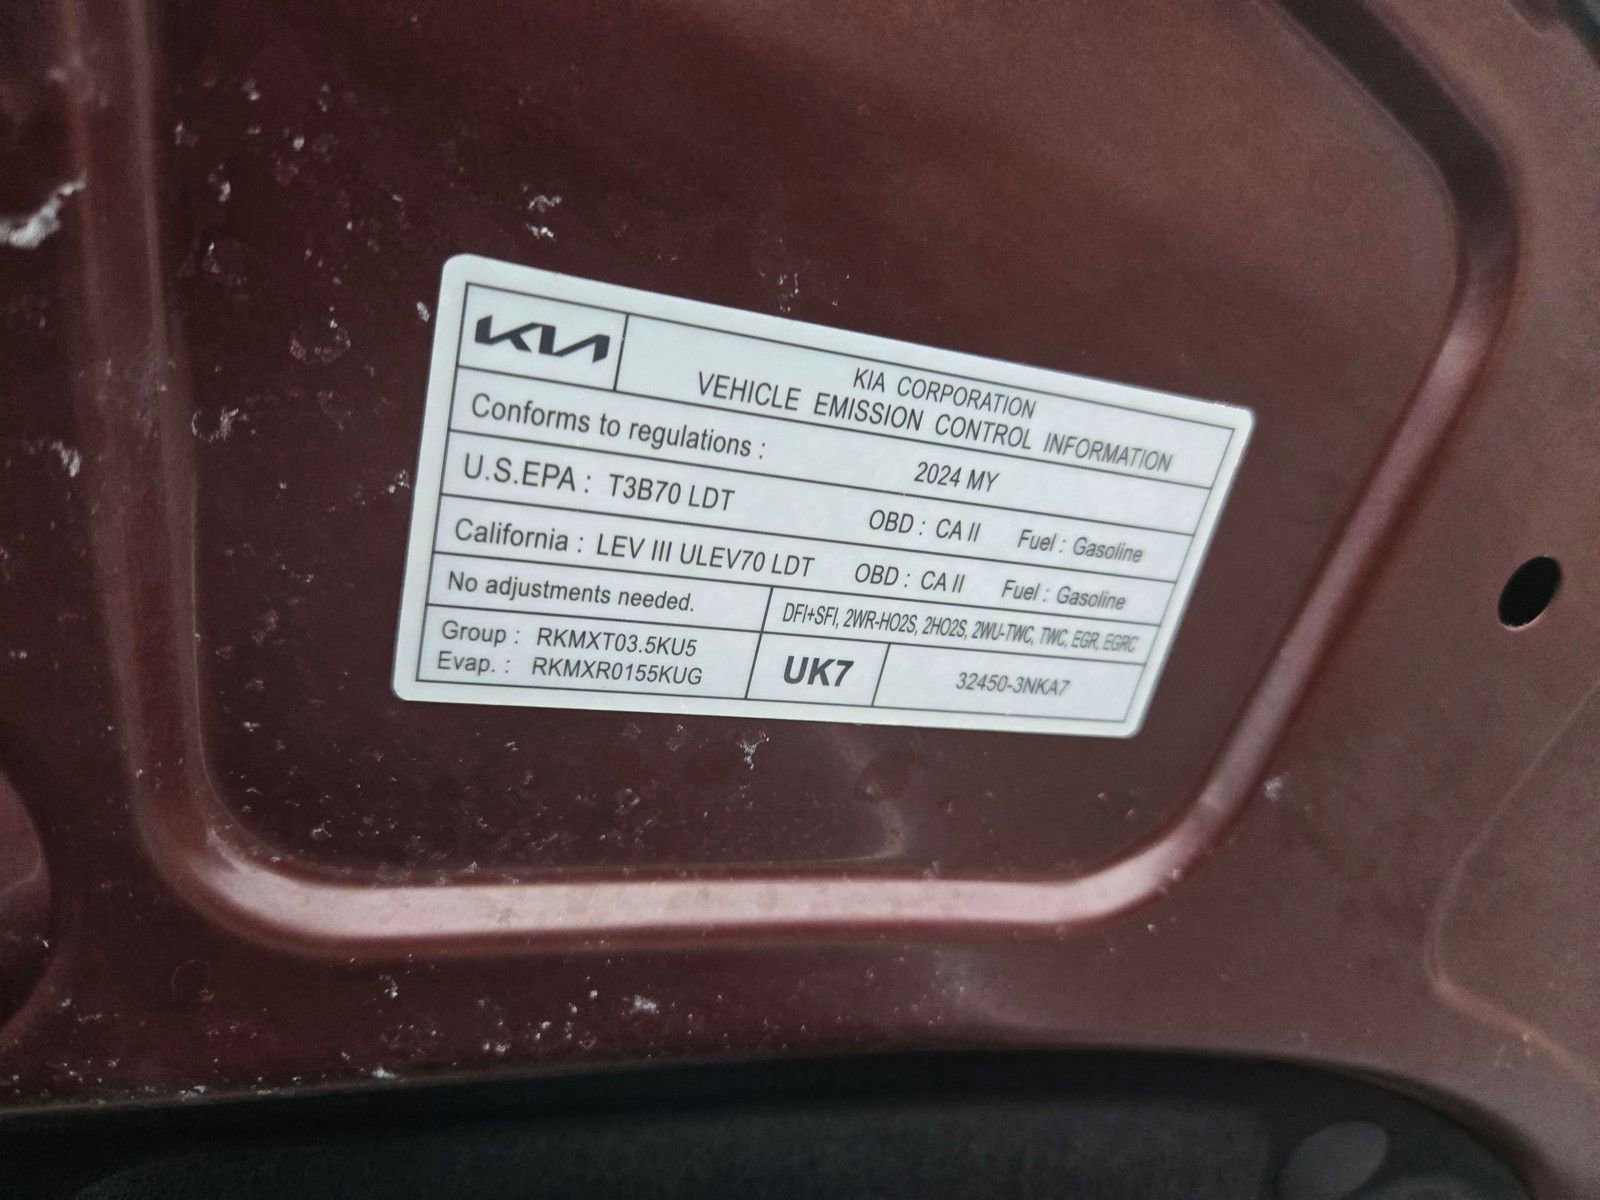 KIA
KIA CORPORATION
VEHICLE EMISSION CONTROL INFORMATION
Conforms to regulations : 2024 MY
U.S.EPA : T3B70 LDT OBD : CA II Fuel : Gasoline
California : LEV III ULEV70 LDT OBD : CA II Fuel : Gasoline
No adjustments needed. DFI+SFI, 2WR-HO2S, 2HO2S, 2WU-TWC, TWC, EGR, EGRC
Group : RKMXT03.5KU5
Evap. : RKMXR0155KUG
UK7
32450-3NKA7